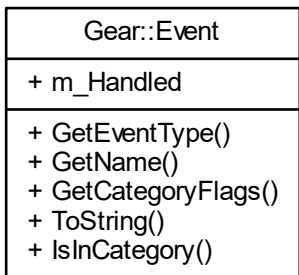 Gear::Event
+ m_Handled
+ GetEventType()
+ GetName()
+ GetCategoryFlags()
+ ToString()
+ IsInCategory()